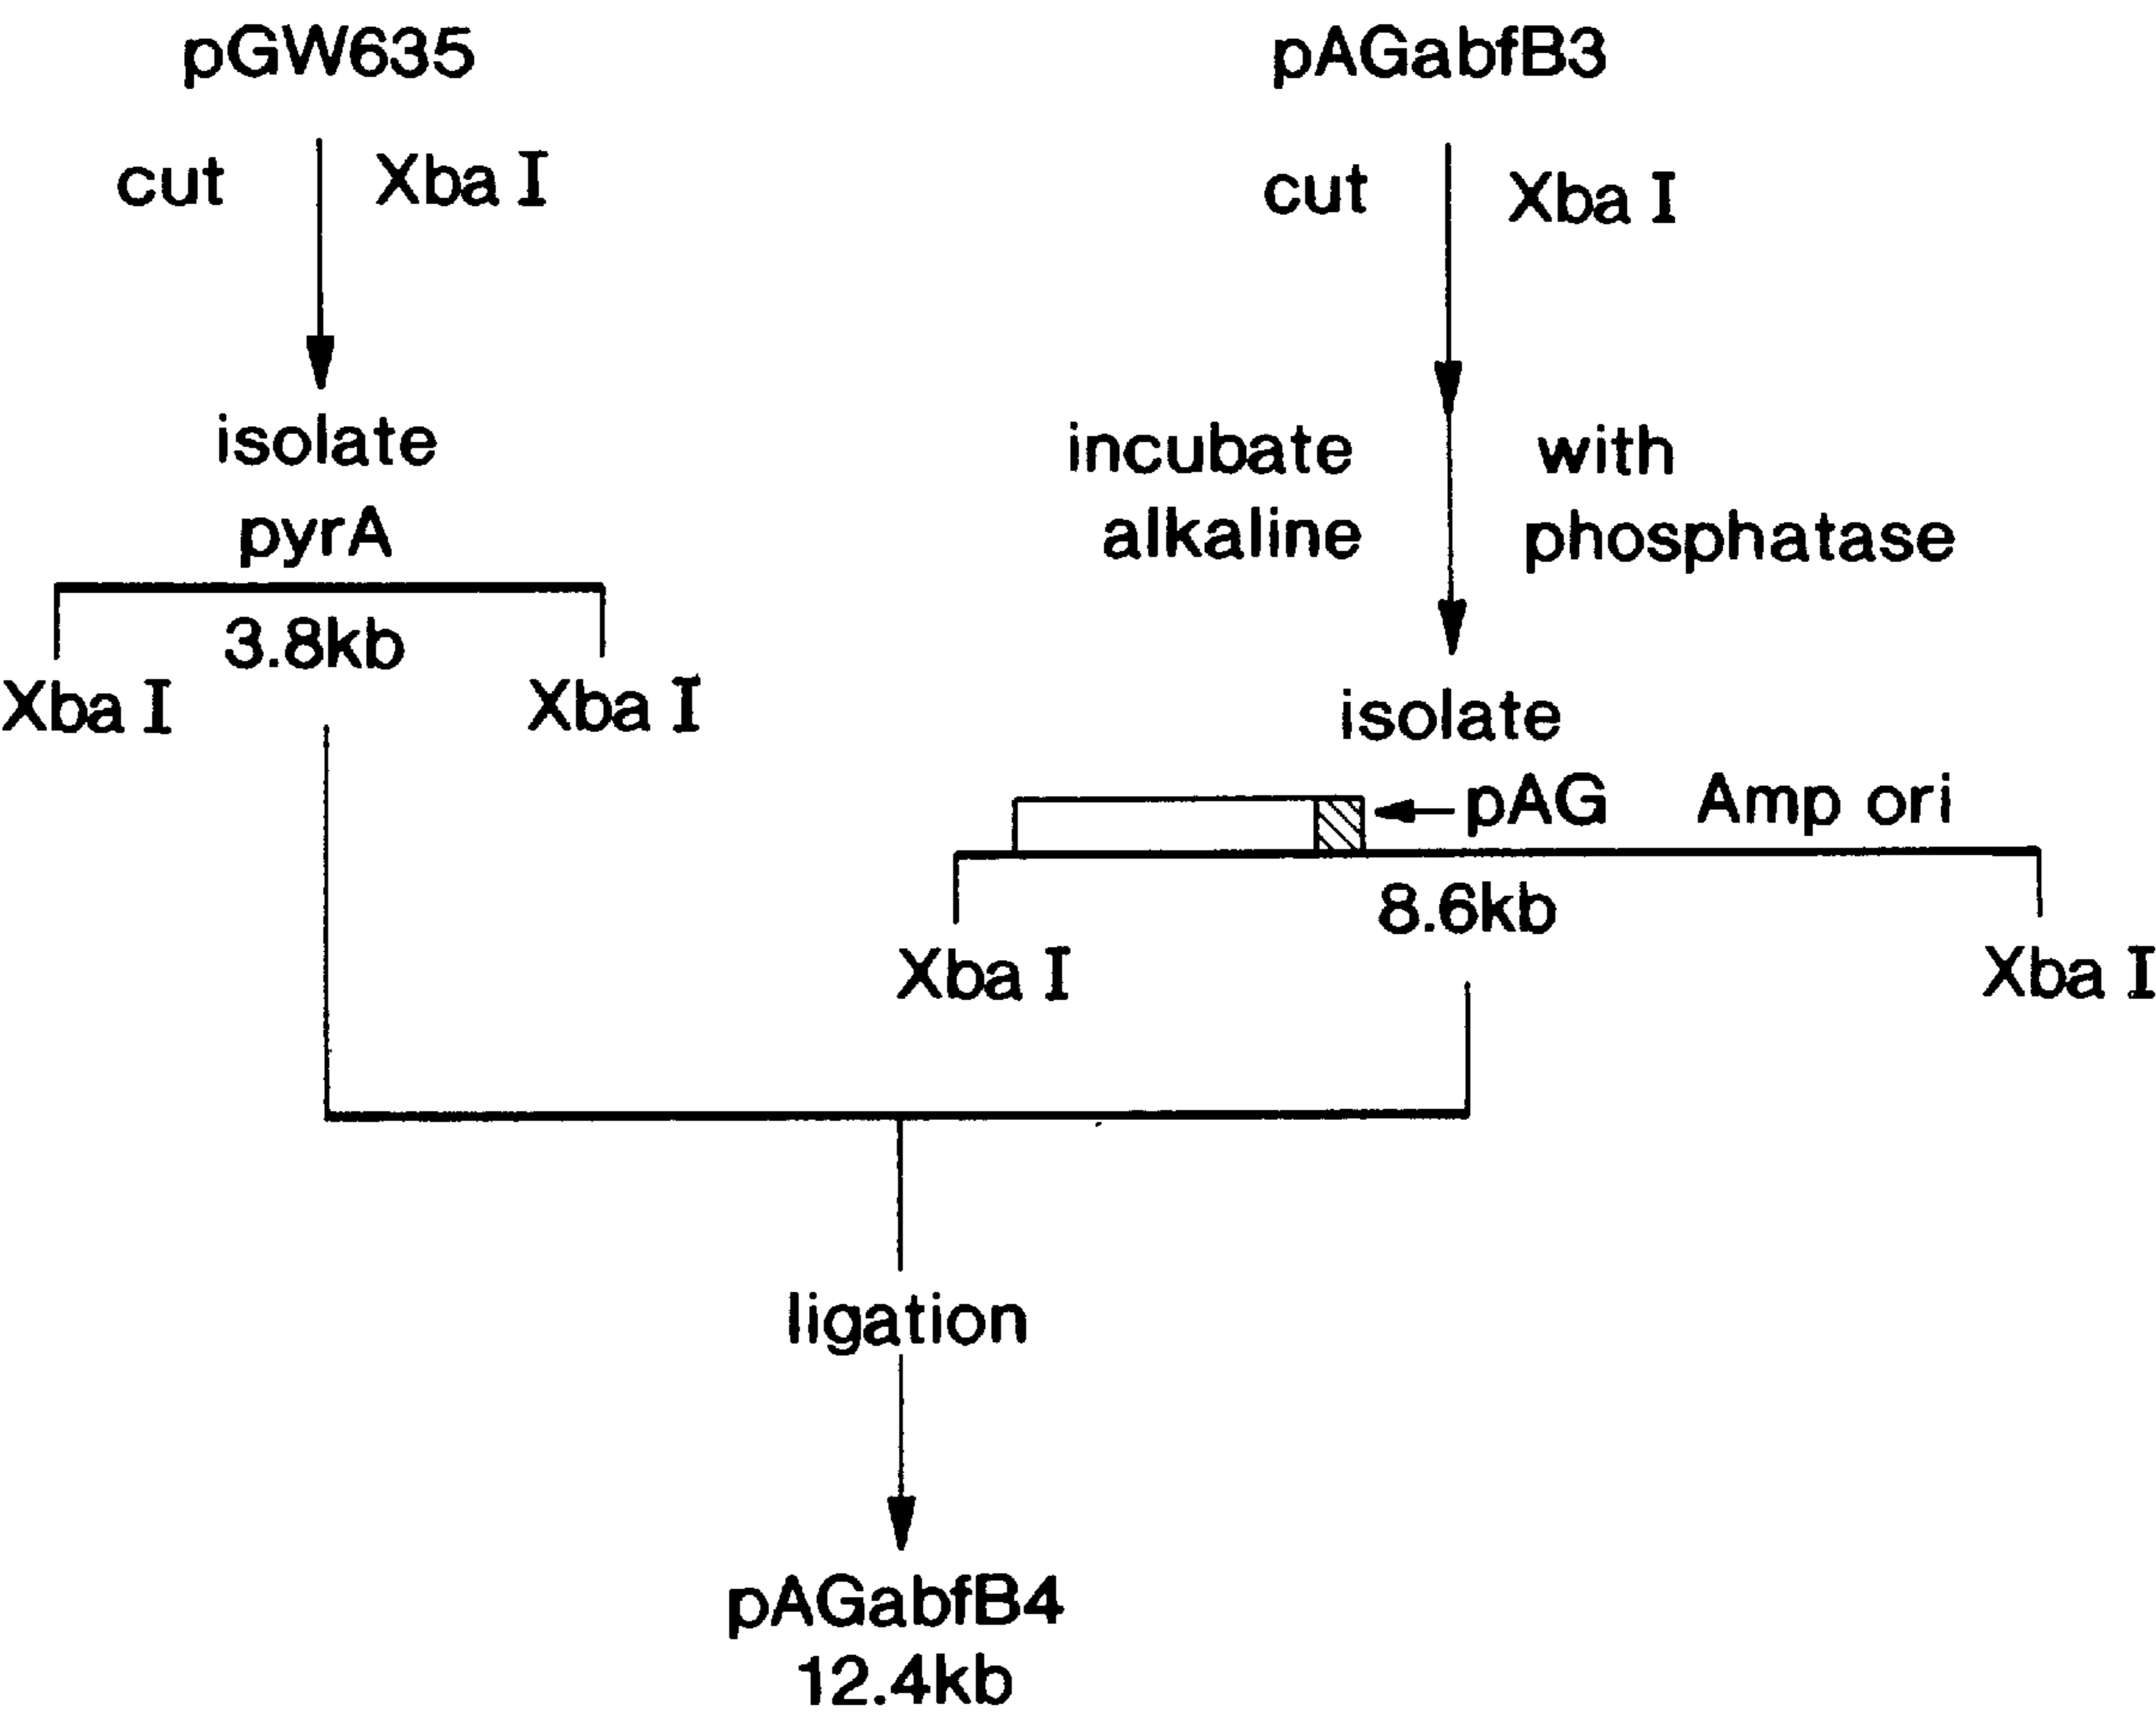 pGW635
cut Xba I
isolate
pyrA
3.8kb
Xba I Xba I
pAGabfB3
cut Xba I
incubate with
alkaline phosphatase
isolate
pAG Amp ori
8.6kb
Xba I Xba I
ligation
pAGabfB4
12.4kb